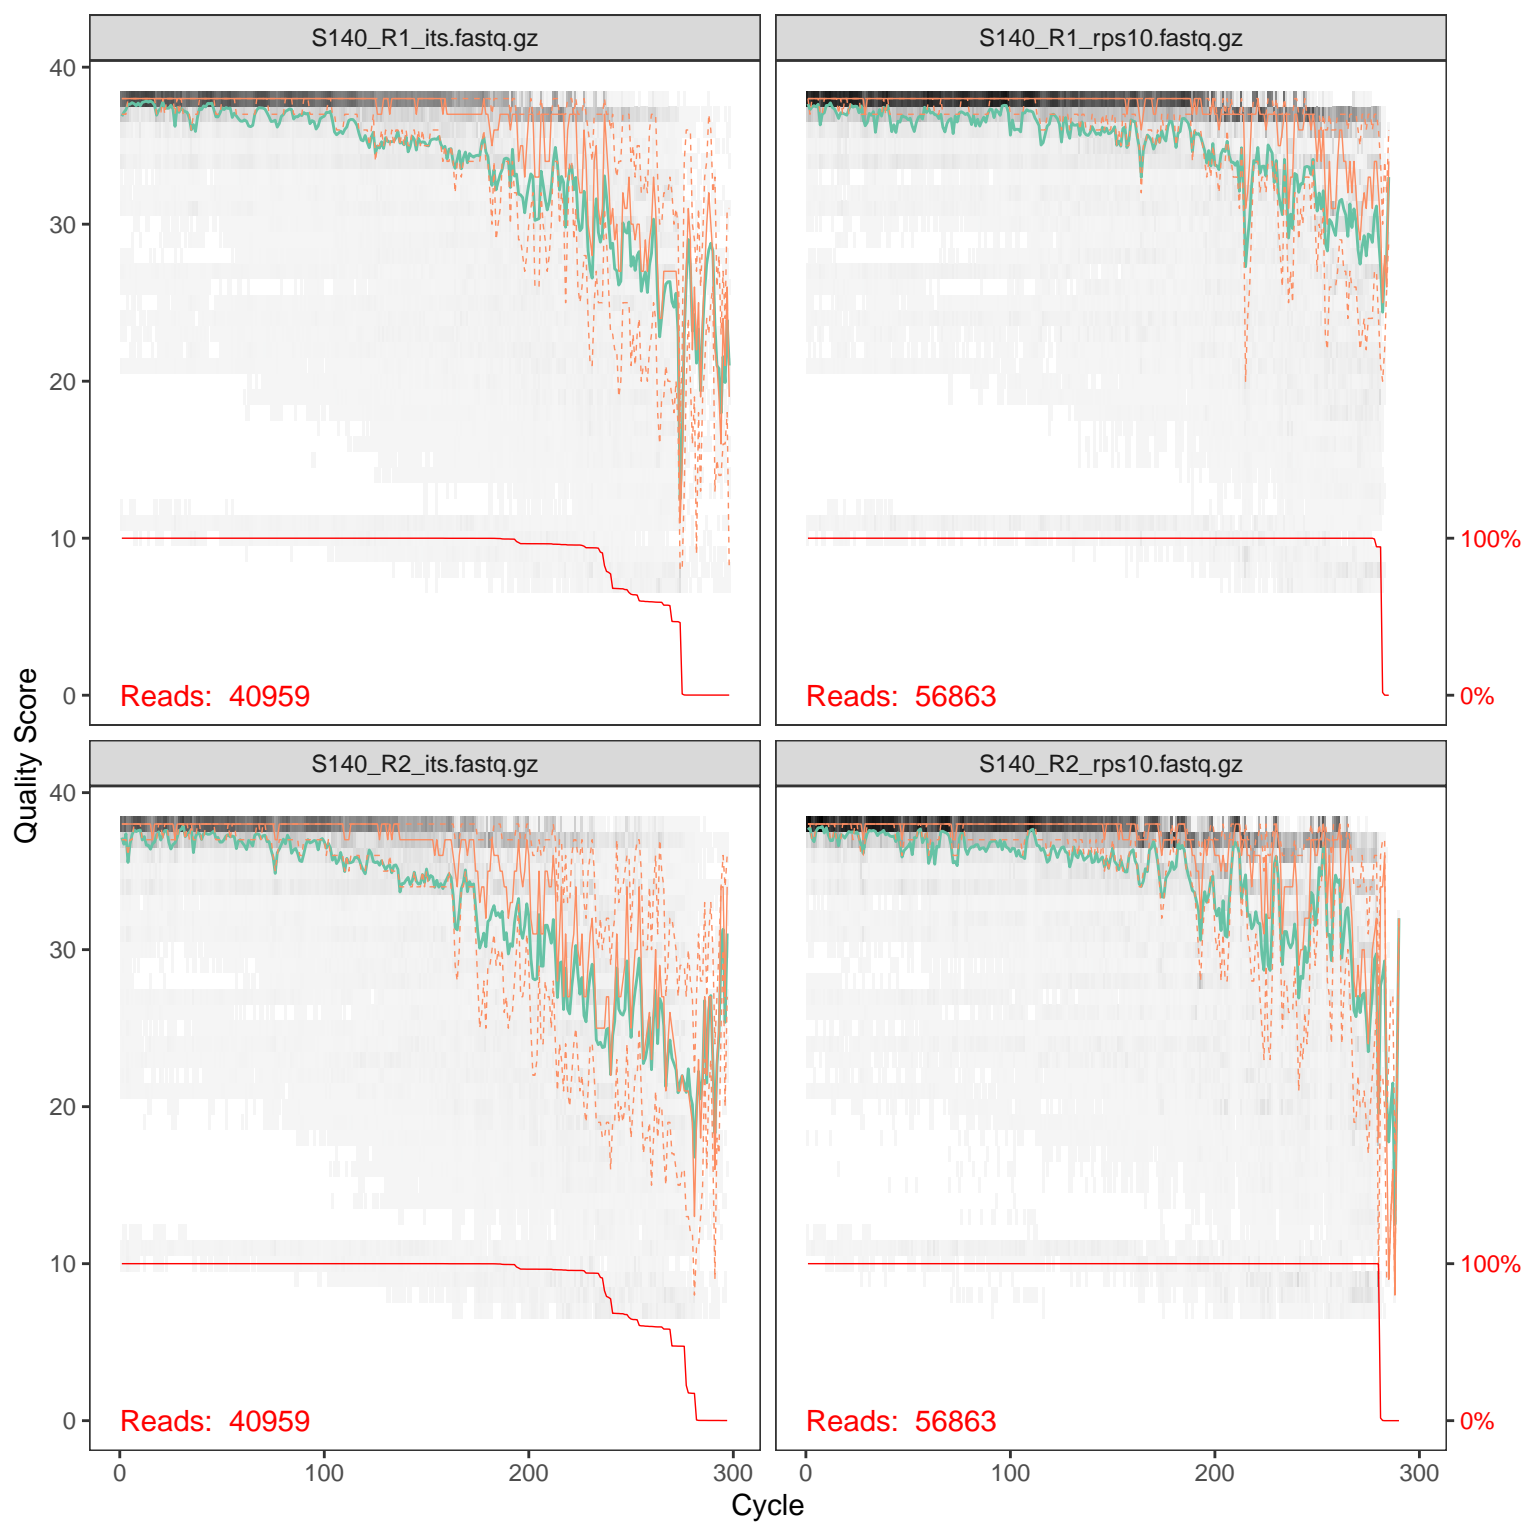 S140_R1_its.fastq.gz
S140_R1_rps10.fastq.gz
40
30
20
10
0
Reads: 40959
Reads: 56863
100%
0%
Quality Score
S140_R2_its.fastq.gz
S140_R2_rps10.fastq.gz
40
30
20
10
0
Reads: 40959
Reads: 56863
100%
0%
0 100 200 300
0 100 200 300
Cycle